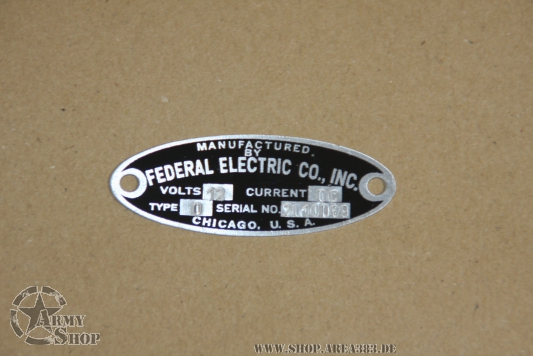 MANUFACTURED
BY
FEDERAL ELECTRIC CO., INC.
VOLTS 12 CURRENT
TYPE SERIAL NO.
CHICAGO, U. S. A.
ARMY
SHOP
WWW.SHOP.AREA383.DE